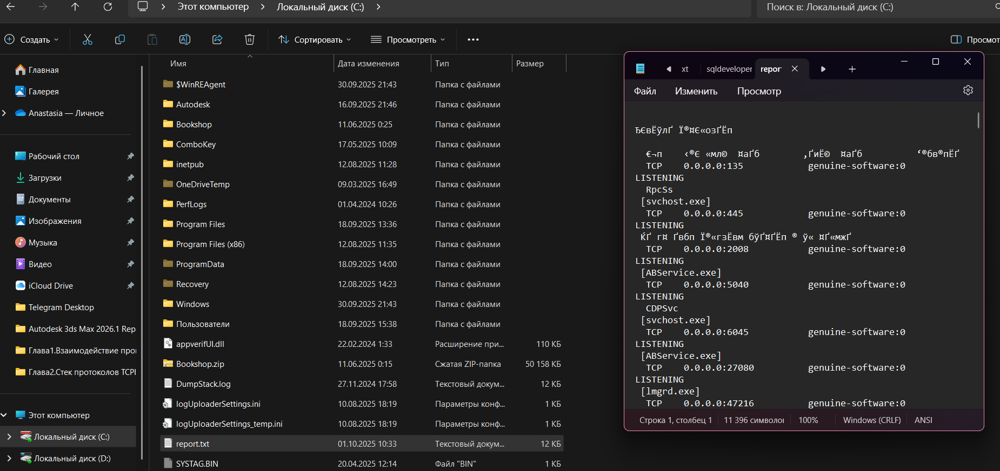 Этот компьютер > Локальный диск (C:) >
Поиск в: Локальный диск (C:)
Создать
Сортировать
Просмотреть
Просмот
Главная
Галерея
Anastasia — Личное
Рабочий стол
Загрузки
Документы
Изображения
Музыка
Видео
iCloud Drive
Telegram Desktop
Autodesk 3ds Max 2026.1 Rep
Глава1.Взаимодействие про
Глава2.Стек протоколов TCPI
Этот компьютер
Локальный диск (C:)
Локальный диск (D:)
Имя Дата изменения Тип Размер
$WinREAgent 30.09.2025 21:43 Папка с файлами
Autodesk 16.09.2025 21:46 Папка с файлами
Bookshop 11.06.2025 0:25 Папка с файлами
ComboKey 17.05.2025 10:09 Папка с файлами
inetpub 12.08.2025 11:28 Папка с файлами
OneDriveTemp 09.03.2025 16:49 Папка с файлами
PerfLogs 01.04.2024 10:26 Папка с файлами
Program Files 18.09.2025 13:36 Папка с файлами
Program Files (x86) 12.08.2025 11:35 Папка с файлами
ProgramData 18.09.2025 14:00 Папка с файлами
Recovery 12.08.2025 14:23 Папка с файлами
Windows 30.09.2025 21:43 Папка с файлами
Пользователи 18.09.2025 15:38 Папка с файлами
appverifUI.dll 22.02.2024 1:33 Расширение при... 110 КБ
Bookshop.zip 11.06.2025 0:15 Сжатая ZIP-папка 50 158 КБ
DumpStack.log 27.11.2024 17:58 Текстовый докум... 12 КБ
logUploaderSettings.ini 10.08.2025 18:19 Параметры конф... 1 КБ
logUploaderSettings_temp.ini 10.08.2025 18:19 Параметры конф... 1 КБ
report.txt 01.10.2025 10:33 Текстовый докум... 12 КБ
SYSTAG.BIN 20.04.2025 12:14 Файл "BIN" 1 КБ
xt sqldeveloper repor
Файл Изменить Просмотр
ЂЄвЁўлҐ Ї®¤Є«озҐЁп
€¬п ‹®Є «мл© ¤аҐб ‚ҐиЁ© ¤аҐб ‘®бв®пЁҐ
TCP 0.0.0.0:135 genuine-software:0
LISTENING
RpcSs
[svchost.exe]
TCP 0.0.0.0:445 genuine-software:0
LISTENING
ЌҐ г¤ Ґвбп Ї®«гзЁвм бўҐ¤ҐЁп ® ў« ¤Ґ«мжҐ
TCP 0.0.0.0:2008 genuine-software:0
LISTENING
[ABService.exe]
TCP 0.0.0.0:5040 genuine-software:0
LISTENING
CDPSvc
[svchost.exe]
TCP 0.0.0.0:6045 genuine-software:0
LISTENING
[ABService.exe]
TCP 0.0.0.0:27080 genuine-software:0
LISTENING
[lmgrd.exe]
TCP 0.0.0.0:47216 genuine-software:0
Строка 1, столбец 1 11 396 символо 100% Windows (CRLF) ANSI